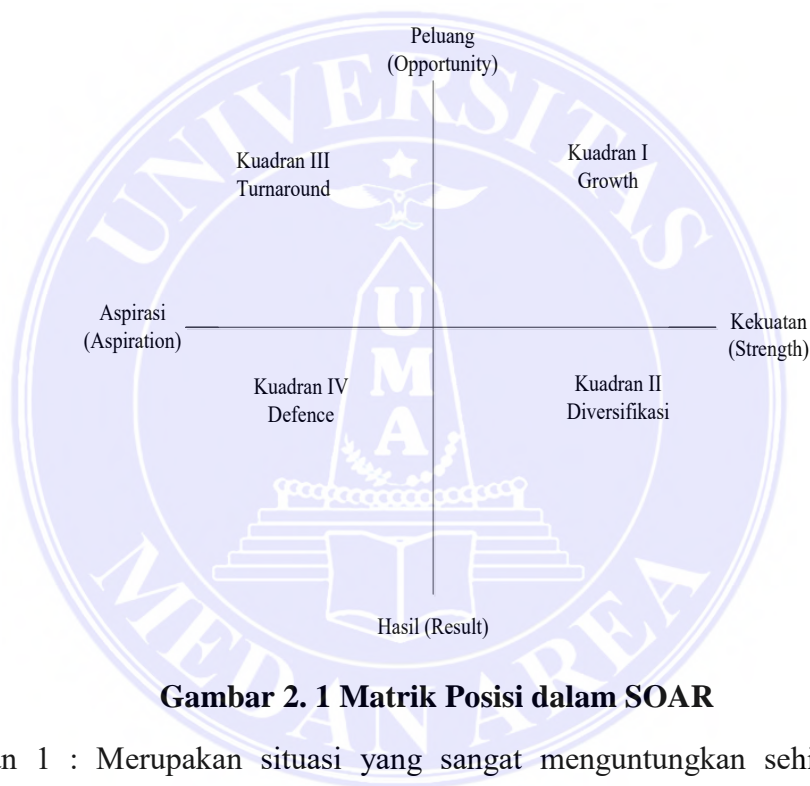 UNIVERSITAS
Peluang
(Opportunity)
Kuadran III
Turnaround
Kuadran I
Growth
UMA
Aspirasi
(Aspiration)
Kekuatan
(Strength)
Kuadran IV
Defence
Kuadran II
Diversifikasi
Hasil (Result)
MEDAN AREA
Gambar 2. 1 Matrik Posisi dalam SOAR
1 : Merupakan situasi yang sangat menguntungkan